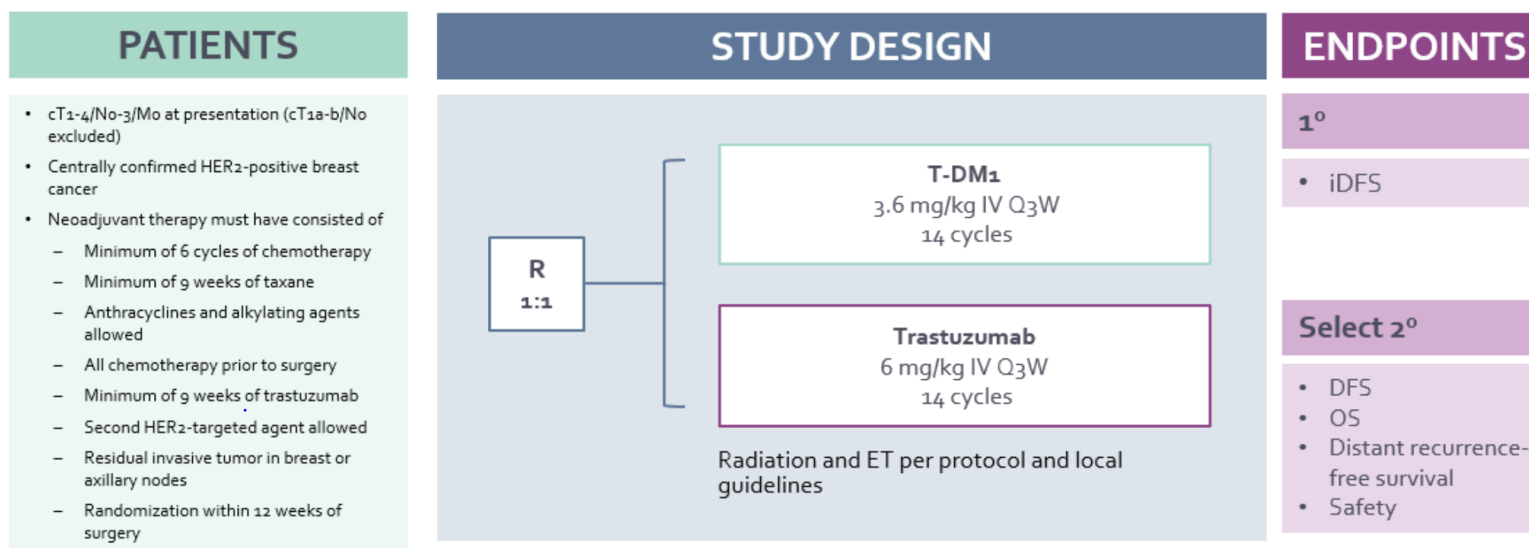 PATIENTS
• cT1-4/N0-3/M0 at presentation (cT1a-b/N0
excluded)
• Centrally confirmed HER2-positive breast
cancer
• Neoadjuvant therapy must have consisted of
– Minimum of 6 cycles of chemotherapy
– Minimum of 9 weeks of taxane
– Anthracyclines and alkylating agents
allowed
– All chemotherapy prior to surgery
– Minimum of 9 weeks of trastuzumab
– Second HER2-targeted agent allowed
– Residual invasive tumor in breast or
axillary nodes
– Randomization within 12 weeks of
surgery
STUDY DESIGN
R
1:1
T-DM1
3.6 mg/kg IV Q3W
14 cycles
Trastuzumab
6 mg/kg IV Q3W
14 cycles
Radiation and ET per protocol and local
guidelines
ENDPOINTS
1°
• iDFS
Select 2°
• DFS
• OS
• Distant recurrence-
free survival
• Safety